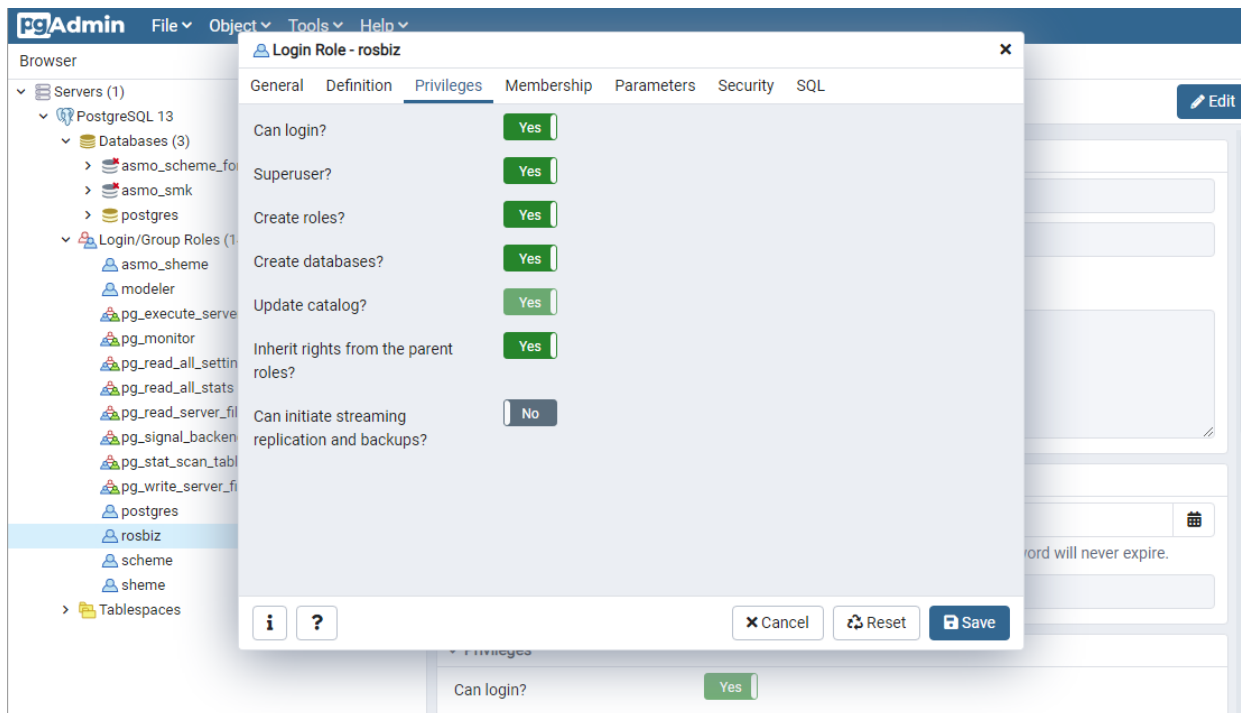 pgAdmin File Object Tools Help
Browser
Servers (1)
PostgreSQL 13
Databases (3)
asmo_scheme_fo
asmo_smk
postgres
Login/Group Roles (1
asmo_sheme
modeler
pg_execute_serve
pg_monitor
pg_read_all_settin
pg_read_all_stats
pg_read_server_fil
pg_signal_backen
pg_stat_scan_tabl
pg_write_server_fi
postgres
rosbiz
scheme
sheme
Tablespaces
Login Role - rosbiz
General Definition Privileges Membership Parameters Security SQL
Can login? Yes
Superuser? Yes
Create roles? Yes
Create databases? Yes
Update catalog? Yes
Inherit rights from the parent
roles?
Yes
Can initiate streaming
replication and backups?
No
i ? Cancel Reset Save
Edit
word will never expire.
Privileges
Can login? Yes